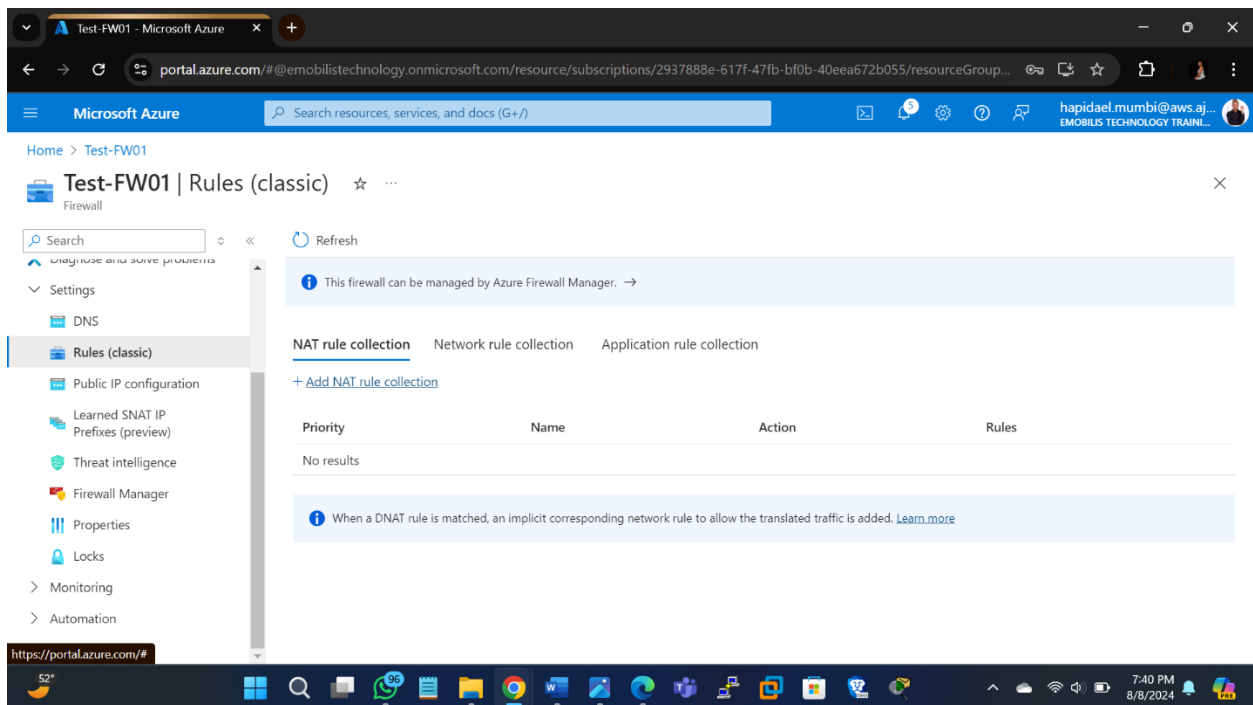 Test-FW01 - Microsoft Azure
portal.azure.com/#@emobilistechnology.onmicrosoft.com/resource/subscriptions/2937888e-617f-47fb-bf0b-40eea672b055/resourceGroup...
Microsoft Azure
Search resources, services, and docs (G+/)
5
hapidael.mumbi@aws.aj...
EMOBILIS TECHNOLOGY TRAINI...
Home > Test-FW01
Test-FW01 | Rules (classic)
Firewall
Search
Refresh
Diagnose and solve problems
Settings
DNS
Rules (classic)
Public IP configuration
Learned SNAT IP
Prefixes (preview)
Threat intelligence
Firewall Manager
Properties
Locks
Monitoring
Automation
This firewall can be managed by Azure Firewall Manager. →
NAT rule collection Network rule collection Application rule collection
+ Add NAT rule collection
Priority Name Action Rules
No results
When a DNAT rule is matched, an implicit corresponding network rule to allow the translated traffic is added. Learn more
https://portal.azure.com/#
52°
96
7:40 PM
8/8/2024
PRE